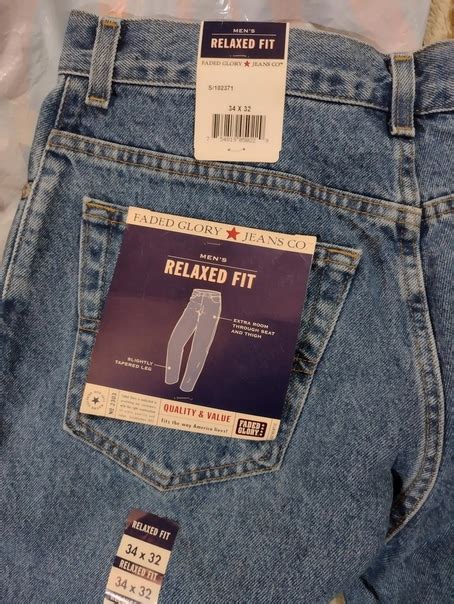 MEN'S
RELAXED FIT
FADED GLORY ★ JEANS CO™
S/102371
34 X 32
FADED GLORY ★ JEANS CO
MEN'S
RELAXED FIT
EXTRA ROOM
THROUGH SEAT
AND THIGH
SLIGHTLY
TAPERED LEG
QUALITY & VALUE
Fits the way America lives!
FADED
GLORY
RELAXED FIT
34 x 32
RELAXED FIT
34 x 32